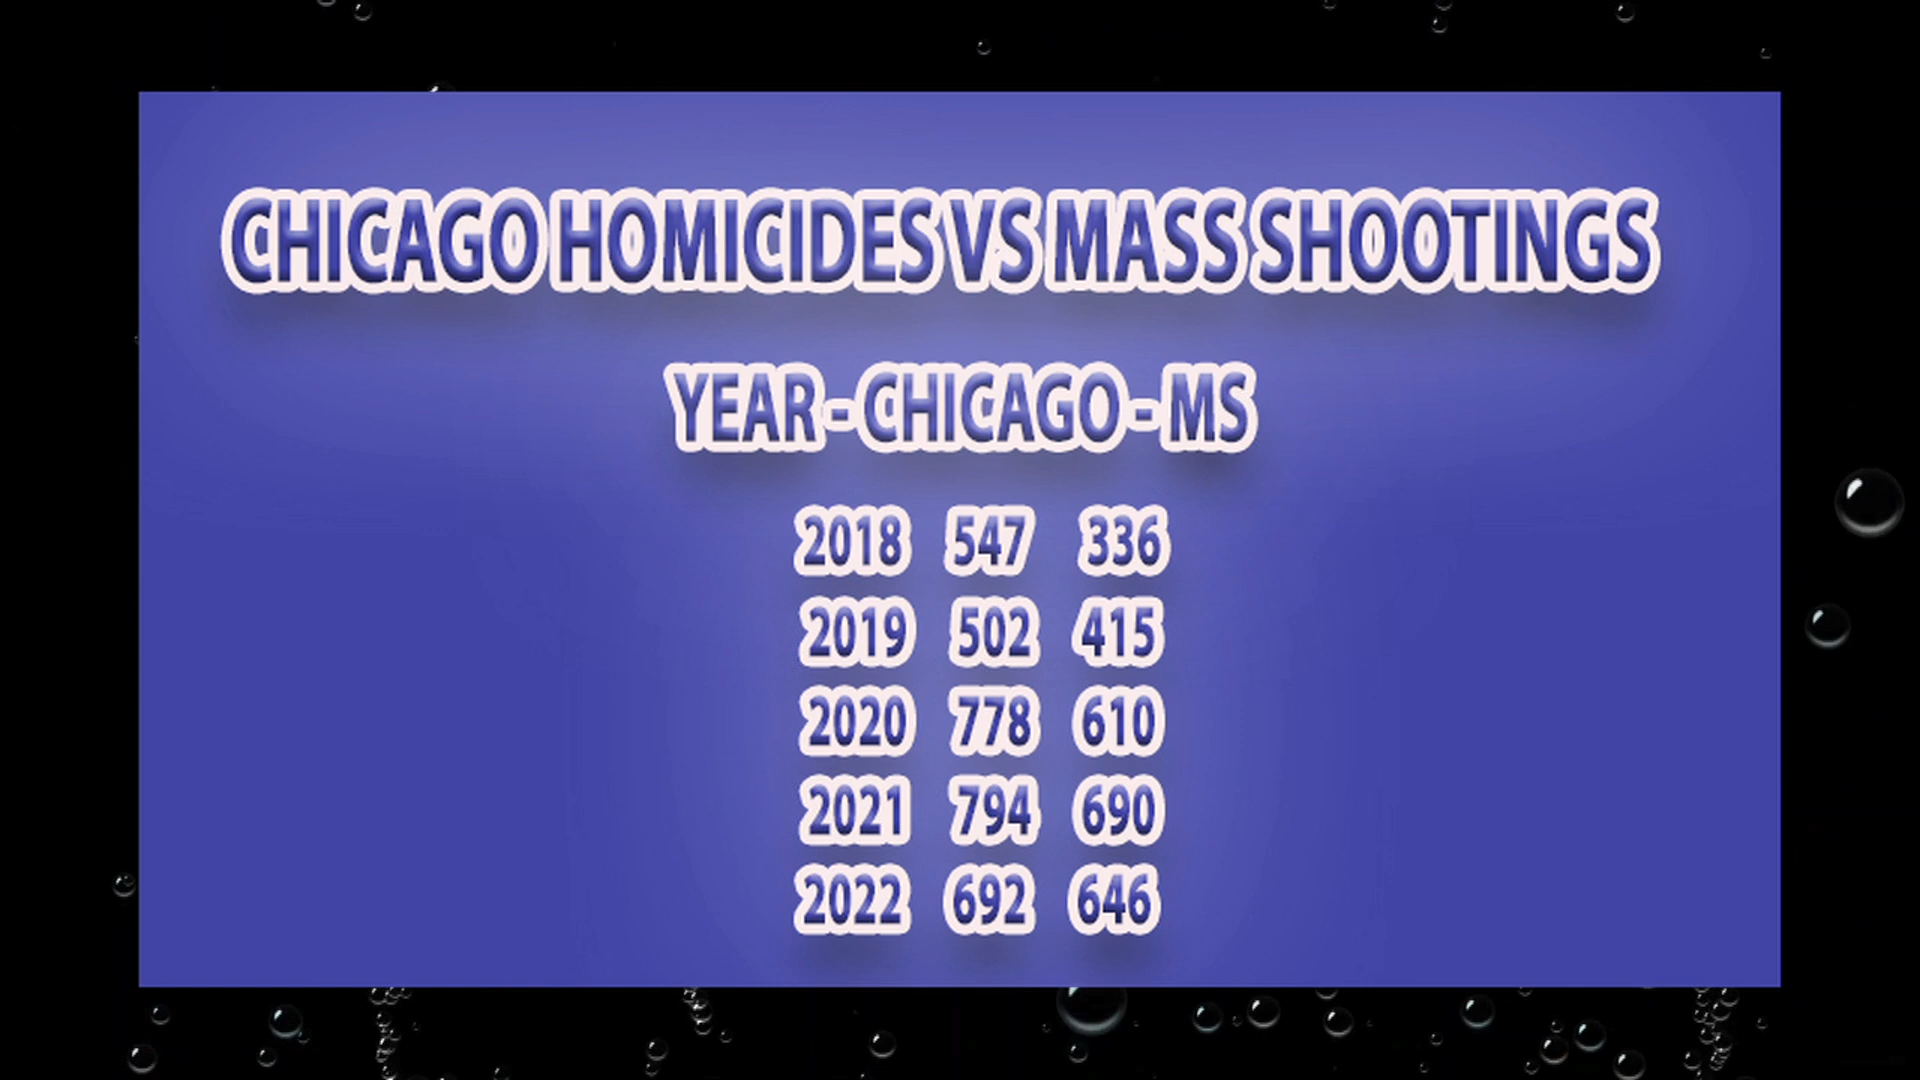 CHICAGO HOMICIDES VS MASS SHOOTINGS
YEAR - CHICAGO - MS
2018 547 336
2019 502 415
2020 778 610
2021 794 690
2022 692 646